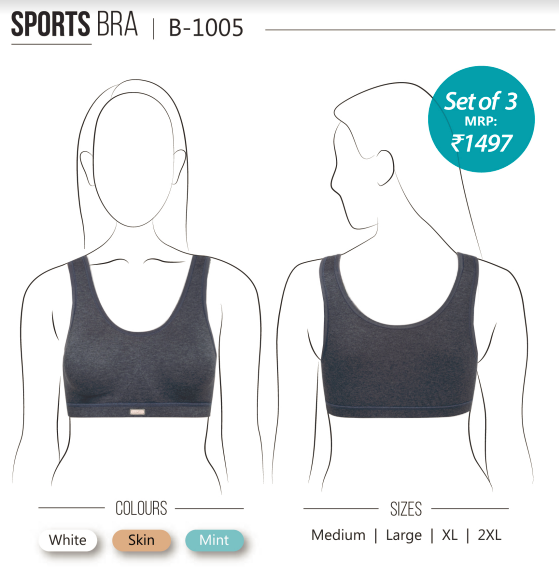 SPORTS BRA | B-1005
Set of 3
MRP:
₹1497
COLOURS
White Skin Mint
SIZES
Medium | Large | XL | 2XL